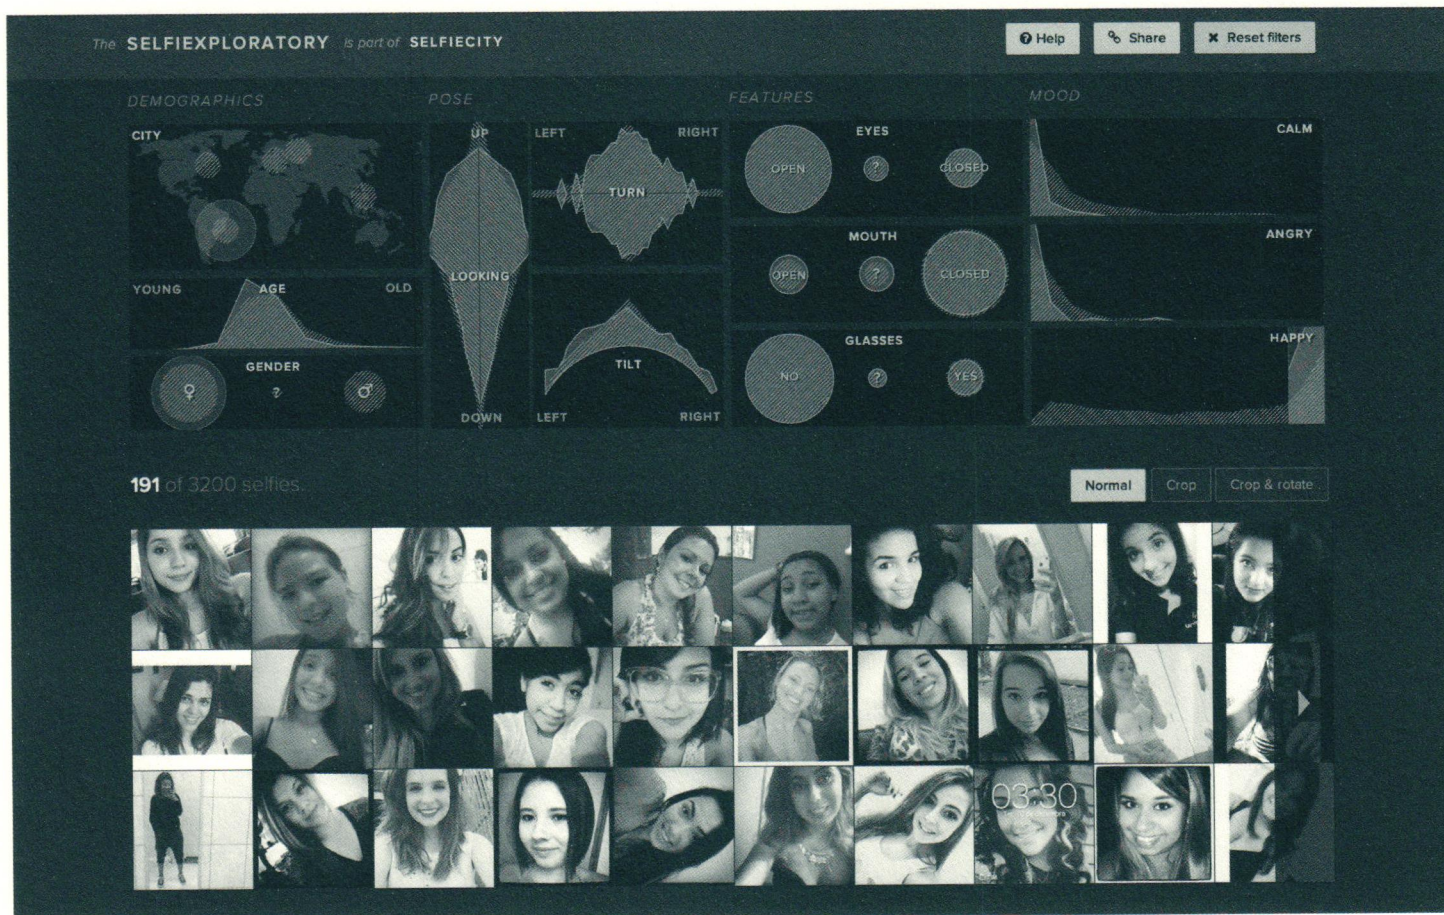 The SELFIEXPLORATORY is part of SELFIECITY
Help
Share
Reset filters
DEMOGRAPHICS
POSE
FEATURES
MOOD
CITY
UP
LEFT
RIGHT
TURN
EYES
OPEN
?
CLOSED
CALM
LOOKING
MOUTH
OPEN
?
CLOSED
ANGRY
YOUNG
AGE
OLD
GENDER
♀
?
♂
DOWN
TILT
LEFT
RIGHT
GLASSES
NO
?
YES
HAPPY
191 of 3200 selfies.
Normal
Crop
Crop & rotate
03:30